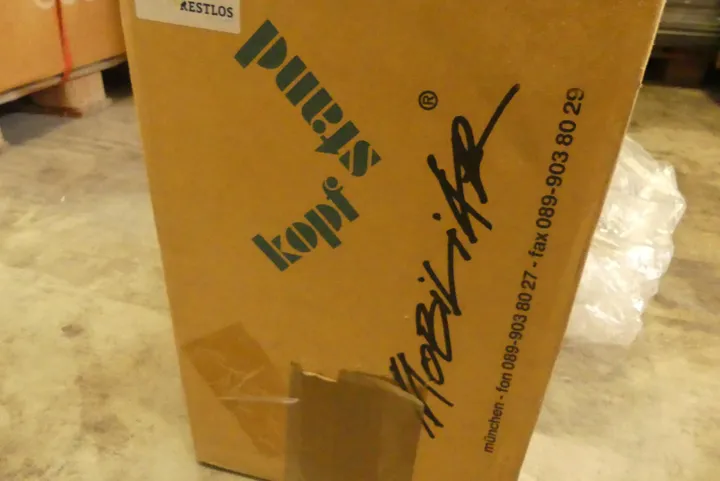 RESTLOS
kopf
stand
®
MOBILIAR
münchen - fon 089-903 80 27 - fax 089-903 80 29